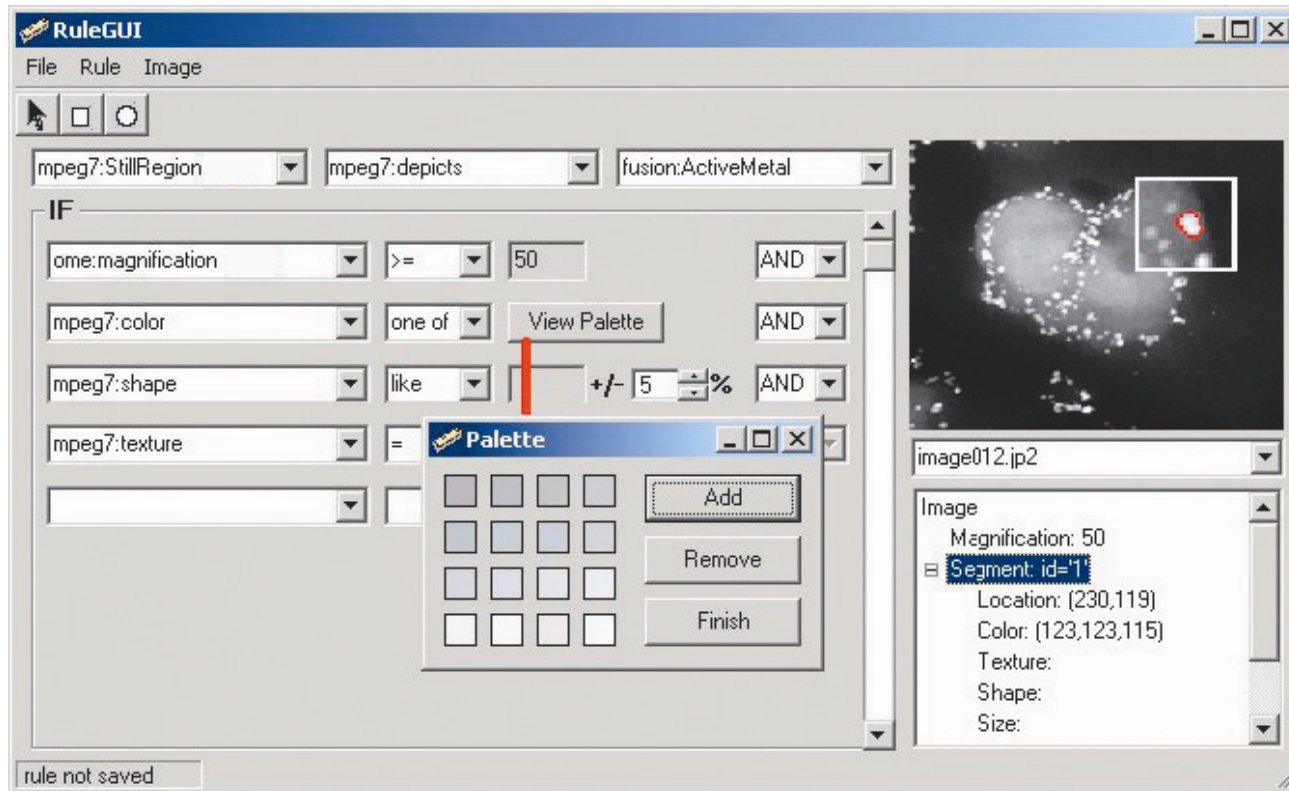 RuleGUI
File Rule Image
mpeg7:StillRegion mpeg7:depicts fusion:ActiveMetal
IF
ome:magnification >= 50 AND
mpeg7:color one of View Palette AND
mpeg7:shape like +/- 5 % AND
mpeg7:texture =
Palette
Add
Remove
Finish
image012.jp2
Image
Magnification: 50
Segment: id='1'
Location: (230,119)
Color: (123,123,115)
Texture:
Shape:
Size:
rule not saved